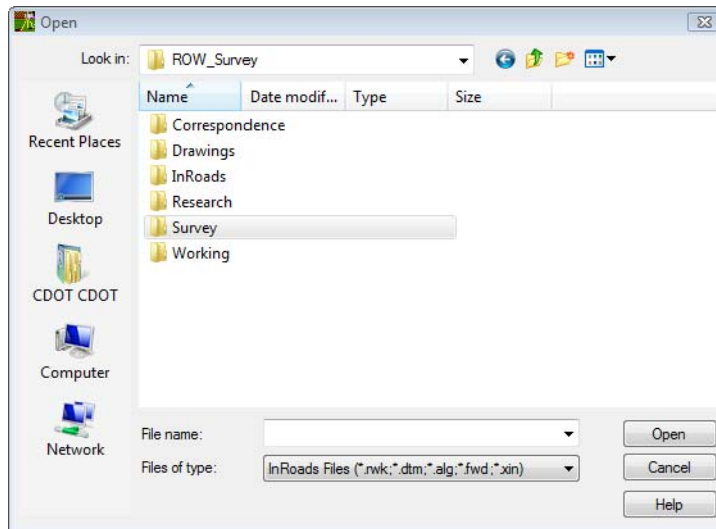 Open
Look in: ROW_Survey
Name Date modif... Type Size
Recent Places
Desktop
CDOT CDOT
Computer
Network
Correspondence
Drawings
InRoads
Research
Survey
Working
File name: Open
Files of type: InRoads Files (*.rwk;*.dtm;*.alg;*.fwd;*.xin) Cancel
Help